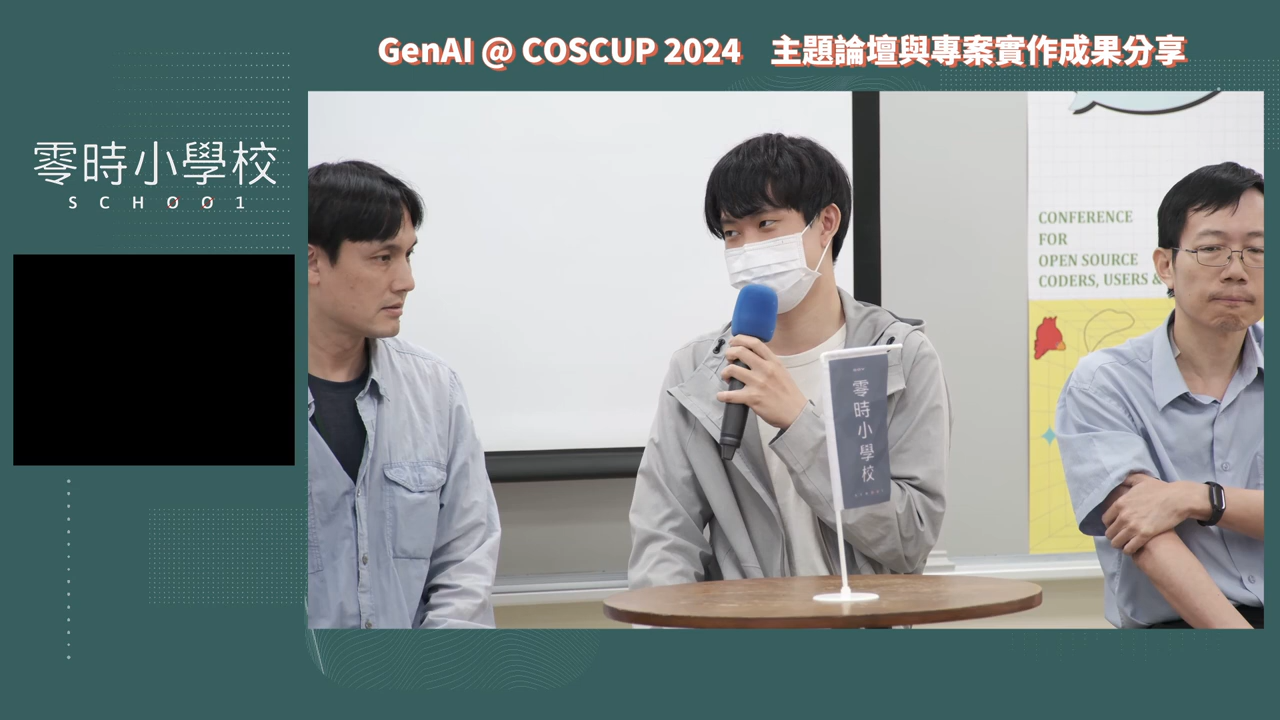 GenAI @ COSCUP 2024 主題論壇與專案實作成果分享
零時小學校
SCHOO1
CONFERENCE
FOR
OPEN SOURCE
CODERS, USERS &
零時小學校